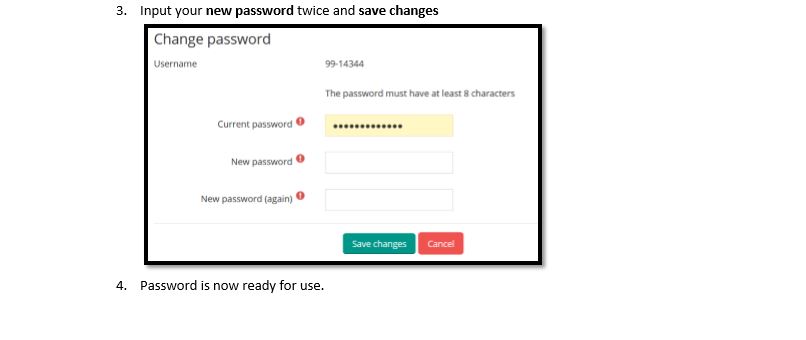 3. Input your new password twice and save changes
Change password
Username 99-14344
The password must have at least 8 characters
Current password •••••••••••••
New password
New password (again)
Save changes Cancel
4. Password is now ready for use.